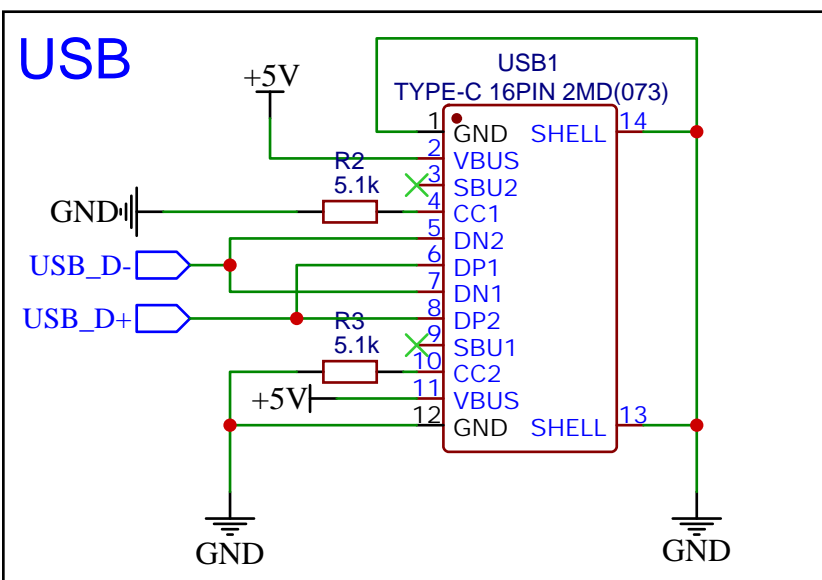 USB
USB1
TYPE-C 16PIN 2MD(073)
+5V
1
GND
SHELL
14
2
VBUS
R2
5.1k
3
SBU2
GND
4
CC1
5
DN2
USB_D-
6
DP1
7
DN1
USB_D+
8
DP2
R3
5.1k
9
SBU1
10
CC2
+5V
11
VBUS
12
GND
SHELL
13
GND
GND